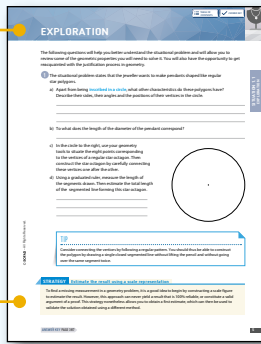 EXPLORATION
The following questions will help you better understand the situational problem and will allow you to
review some of the geometric properties you will need to solve it. You will also have the opportunity to get
reacquainted with the justification process in geometry.
1 The situational problem states that the jeweller wants to make products shaped like regular
star polygons.
a) Apart from being inscribed in a circle, what other characteristics do these polygons have?
Describe their sides, their angles and the positions of their vertices in the circle.
b) To what does the length of the diameter of the pendant correspond?
c) In the circle to the right, use your geometry
tools to situate the eight points corresponding
to the vertices of a regular star octagon. Then
construct the star octagon by carefully connecting
these vertices one after the other.
d) Using a graduated ruler, measure the length of
the segments drawn. Then estimate the total length
of the segmented line forming this star octagon.
TIP
Consider connecting the vertices by following a regular pattern. You should thus be able to construct
the polygon by drawing a single closed segmented line without lifting the pencil and without going
over the same segment twice.
STRATEGY Estimate the result using a scale representation
To find a missing measurement in a geometry problem, it is a good idea to begin by constructing a scale figure
to estimate the result. However, this approach can never yield a result that is 100% reliable, or constitute a valid
argument of a proof. This strategy nevertheless allows you to obtain a first estimate, which can then be used to
validate the solution obtained using a different method.